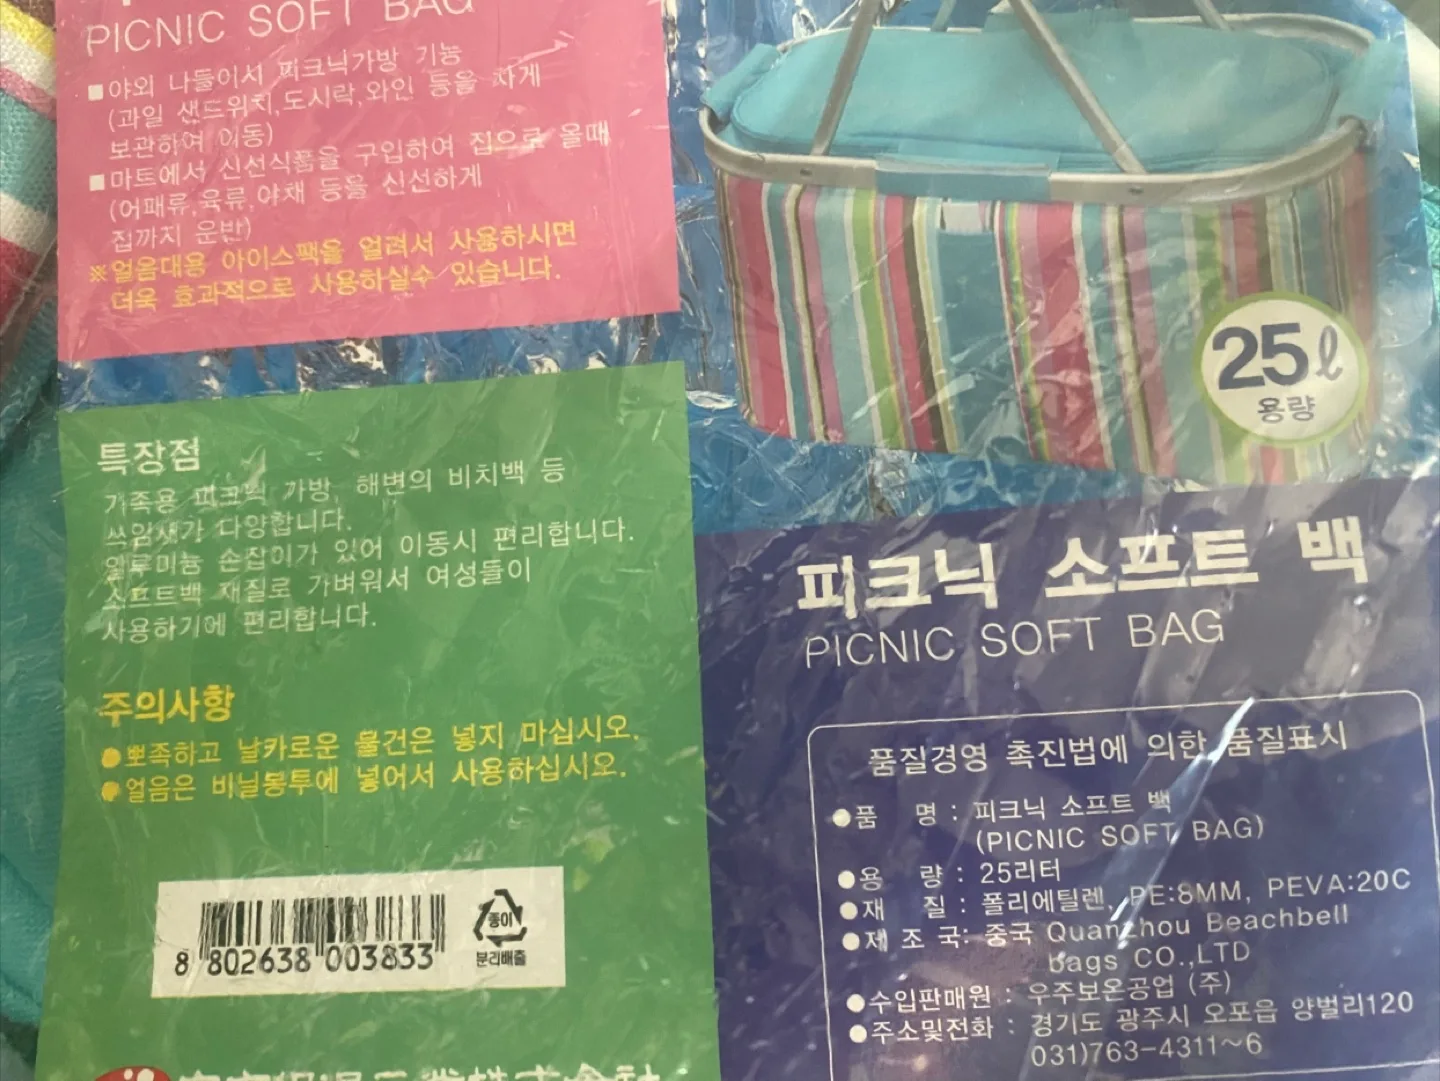 PICNIC SOFT BAG
■야외 나들이시 피크닉가방 기능
(과일 샌드위치,도시락,와인 등을 차게
보관하여 이동)
■마트에서 신선식품을 구입하여 집으로 올때
(어패류,육류,야채 등을 신선하게
집까지 운반)
※얼음대용 아이스팩을 얼려서 사용하시면
더욱 효과적으로 사용하실수 있습니다.
특장점
가족용 피크닉 가방, 해변의 비치백 등
쓰임새가 다양합니다.
알루미늄 손잡이가 있어 이동시 편리합니다.
소프트백 재질로 가벼워서 여성들이
사용하기에 편리합니다.
주의사항
●뾰족하고 날카로운 물건은 넣지 마십시오.
●얼음은 비닐봉투에 넣어서 사용하십시오.
8 802638 003833
종이
분리배출
25ℓ
용량
피크닉 소프트 백
PICNIC SOFT BAG
품질경영 촉진법에 의한 품질표시
●품 명 : 피크닉 소프트 백
(PICNIC SOFT BAG)
●용 량 : 25리터
●재 질 : 폴리에틸렌, PE:8MM, PEVA:20C
●제 조 국: 중국 Quanzhou Beachbell
bags CO.,LTD
●수입판매원 : 우주보온공업 (주)
●주소및전화 : 경기도 광주시 오포읍 양벌리120
031)763-4311~6